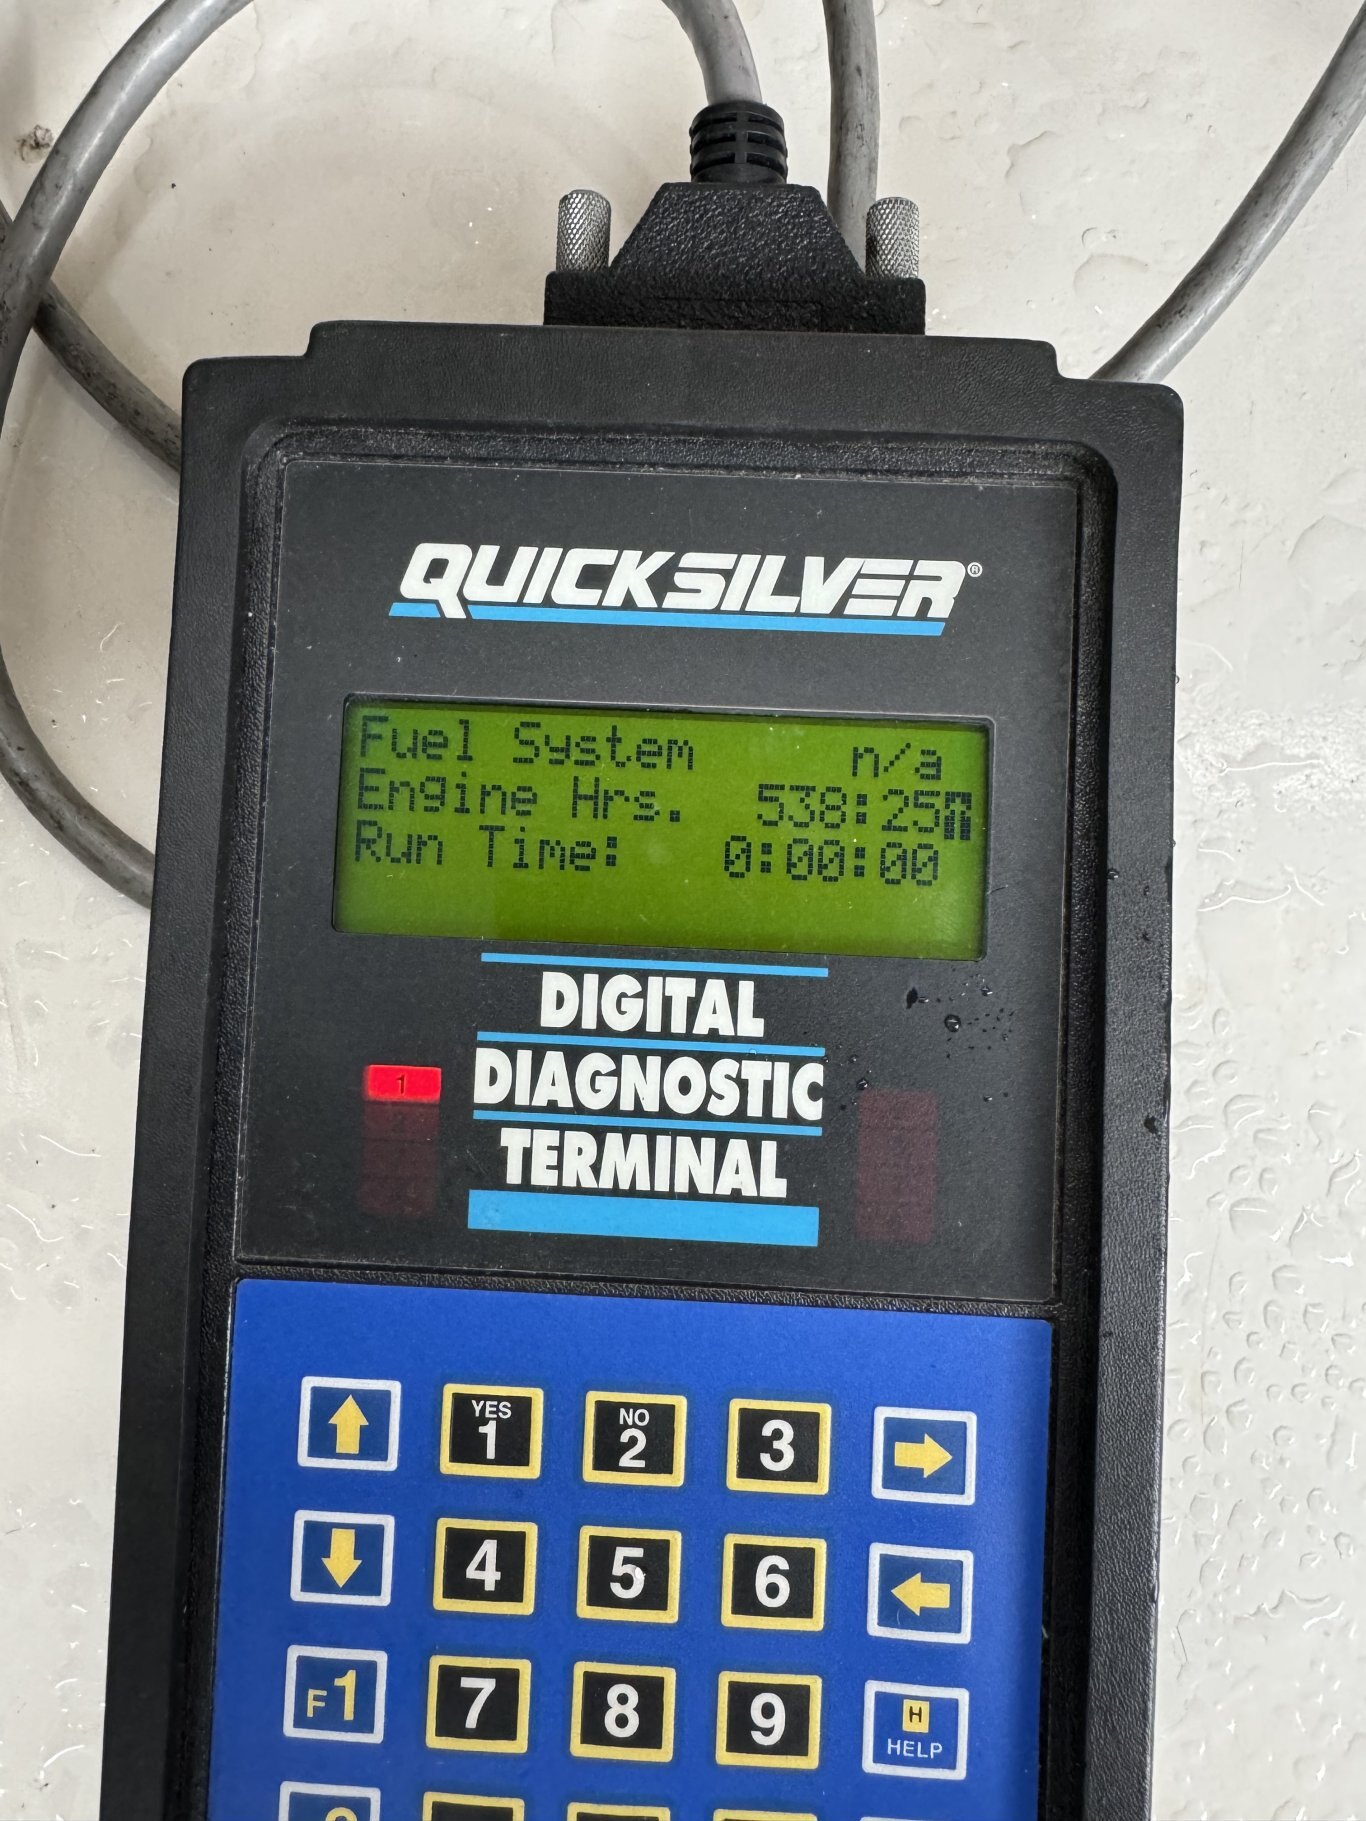 QUICKSILVER®
Fuel System n/a
Engine Hrs. 538:25
Run Time: 0:00:00
DIGITAL
DIAGNOSTIC
TERMINAL
1
YES NO
1 2 3
4 5 6
F1 7 8 9 H
HELP